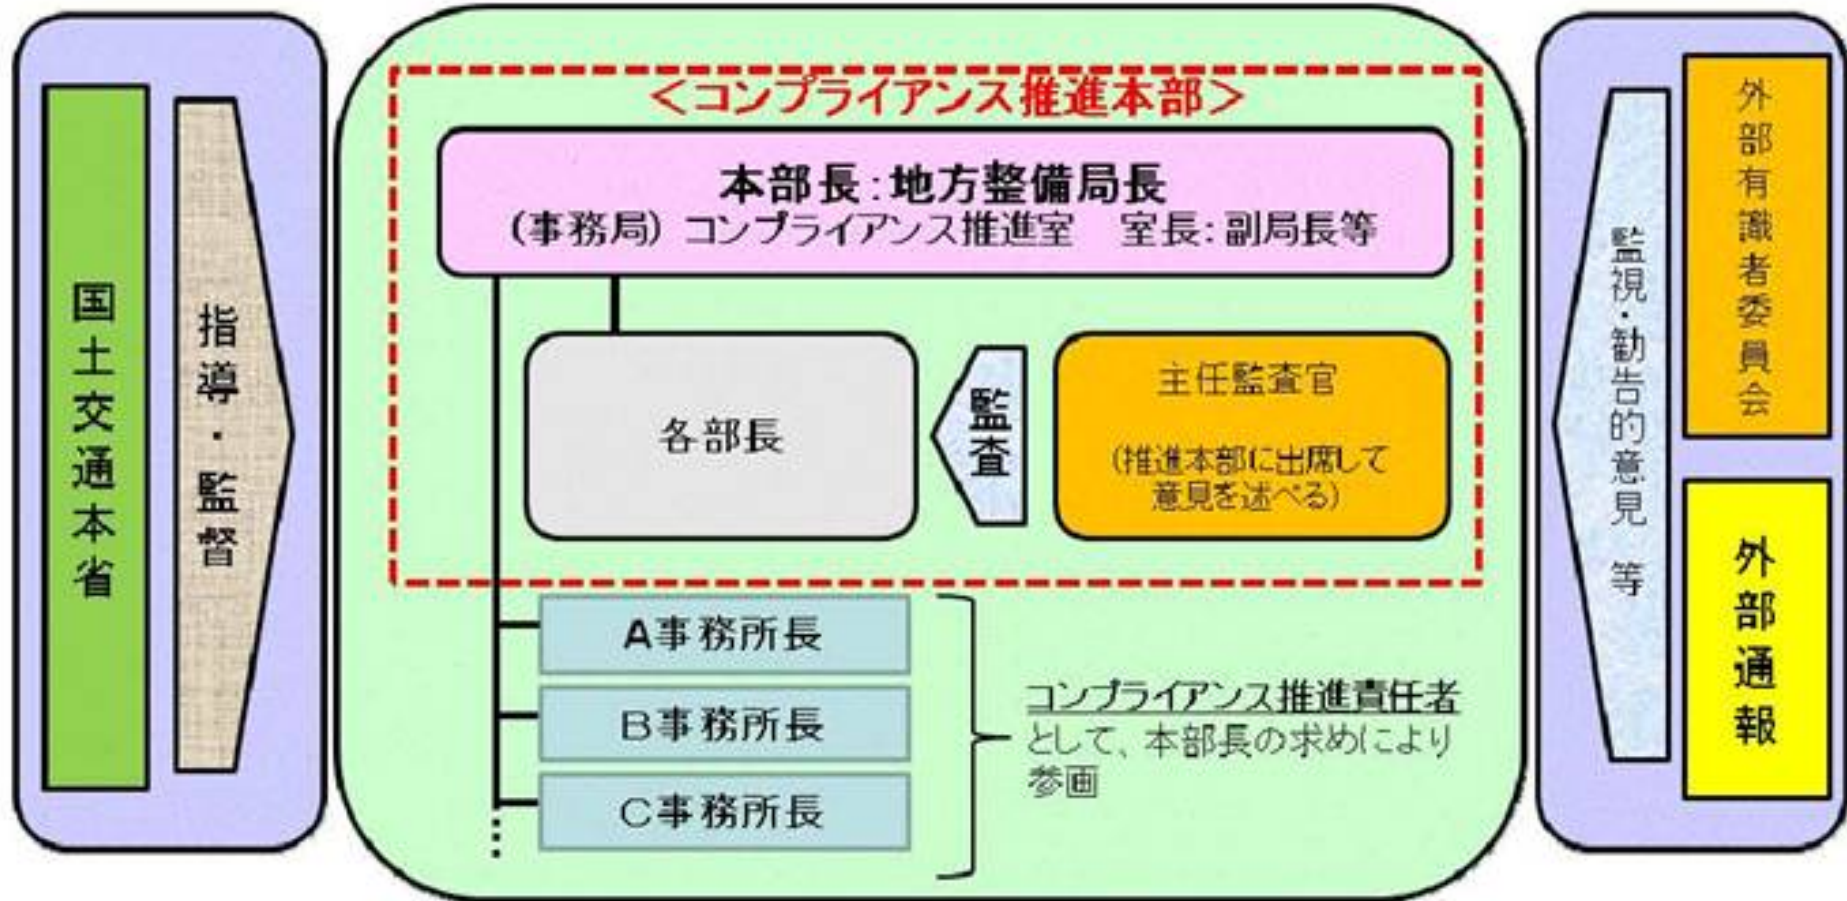 国土交通本省
指導・監督
＜コンプライアンス推進本部＞
本部長：地方整備局長
(事務局) コンプライアンス推進室　室長：副局長等
各部長
監査
主任監査官
(推進本部に出席して
意見を述べる)
A事務所長
B事務所長
C事務所長
コンプライアンス推進責任者
として、本部長の求めにより
参画
監視・勧告的意見　等
外部有識者委員会
外部通報